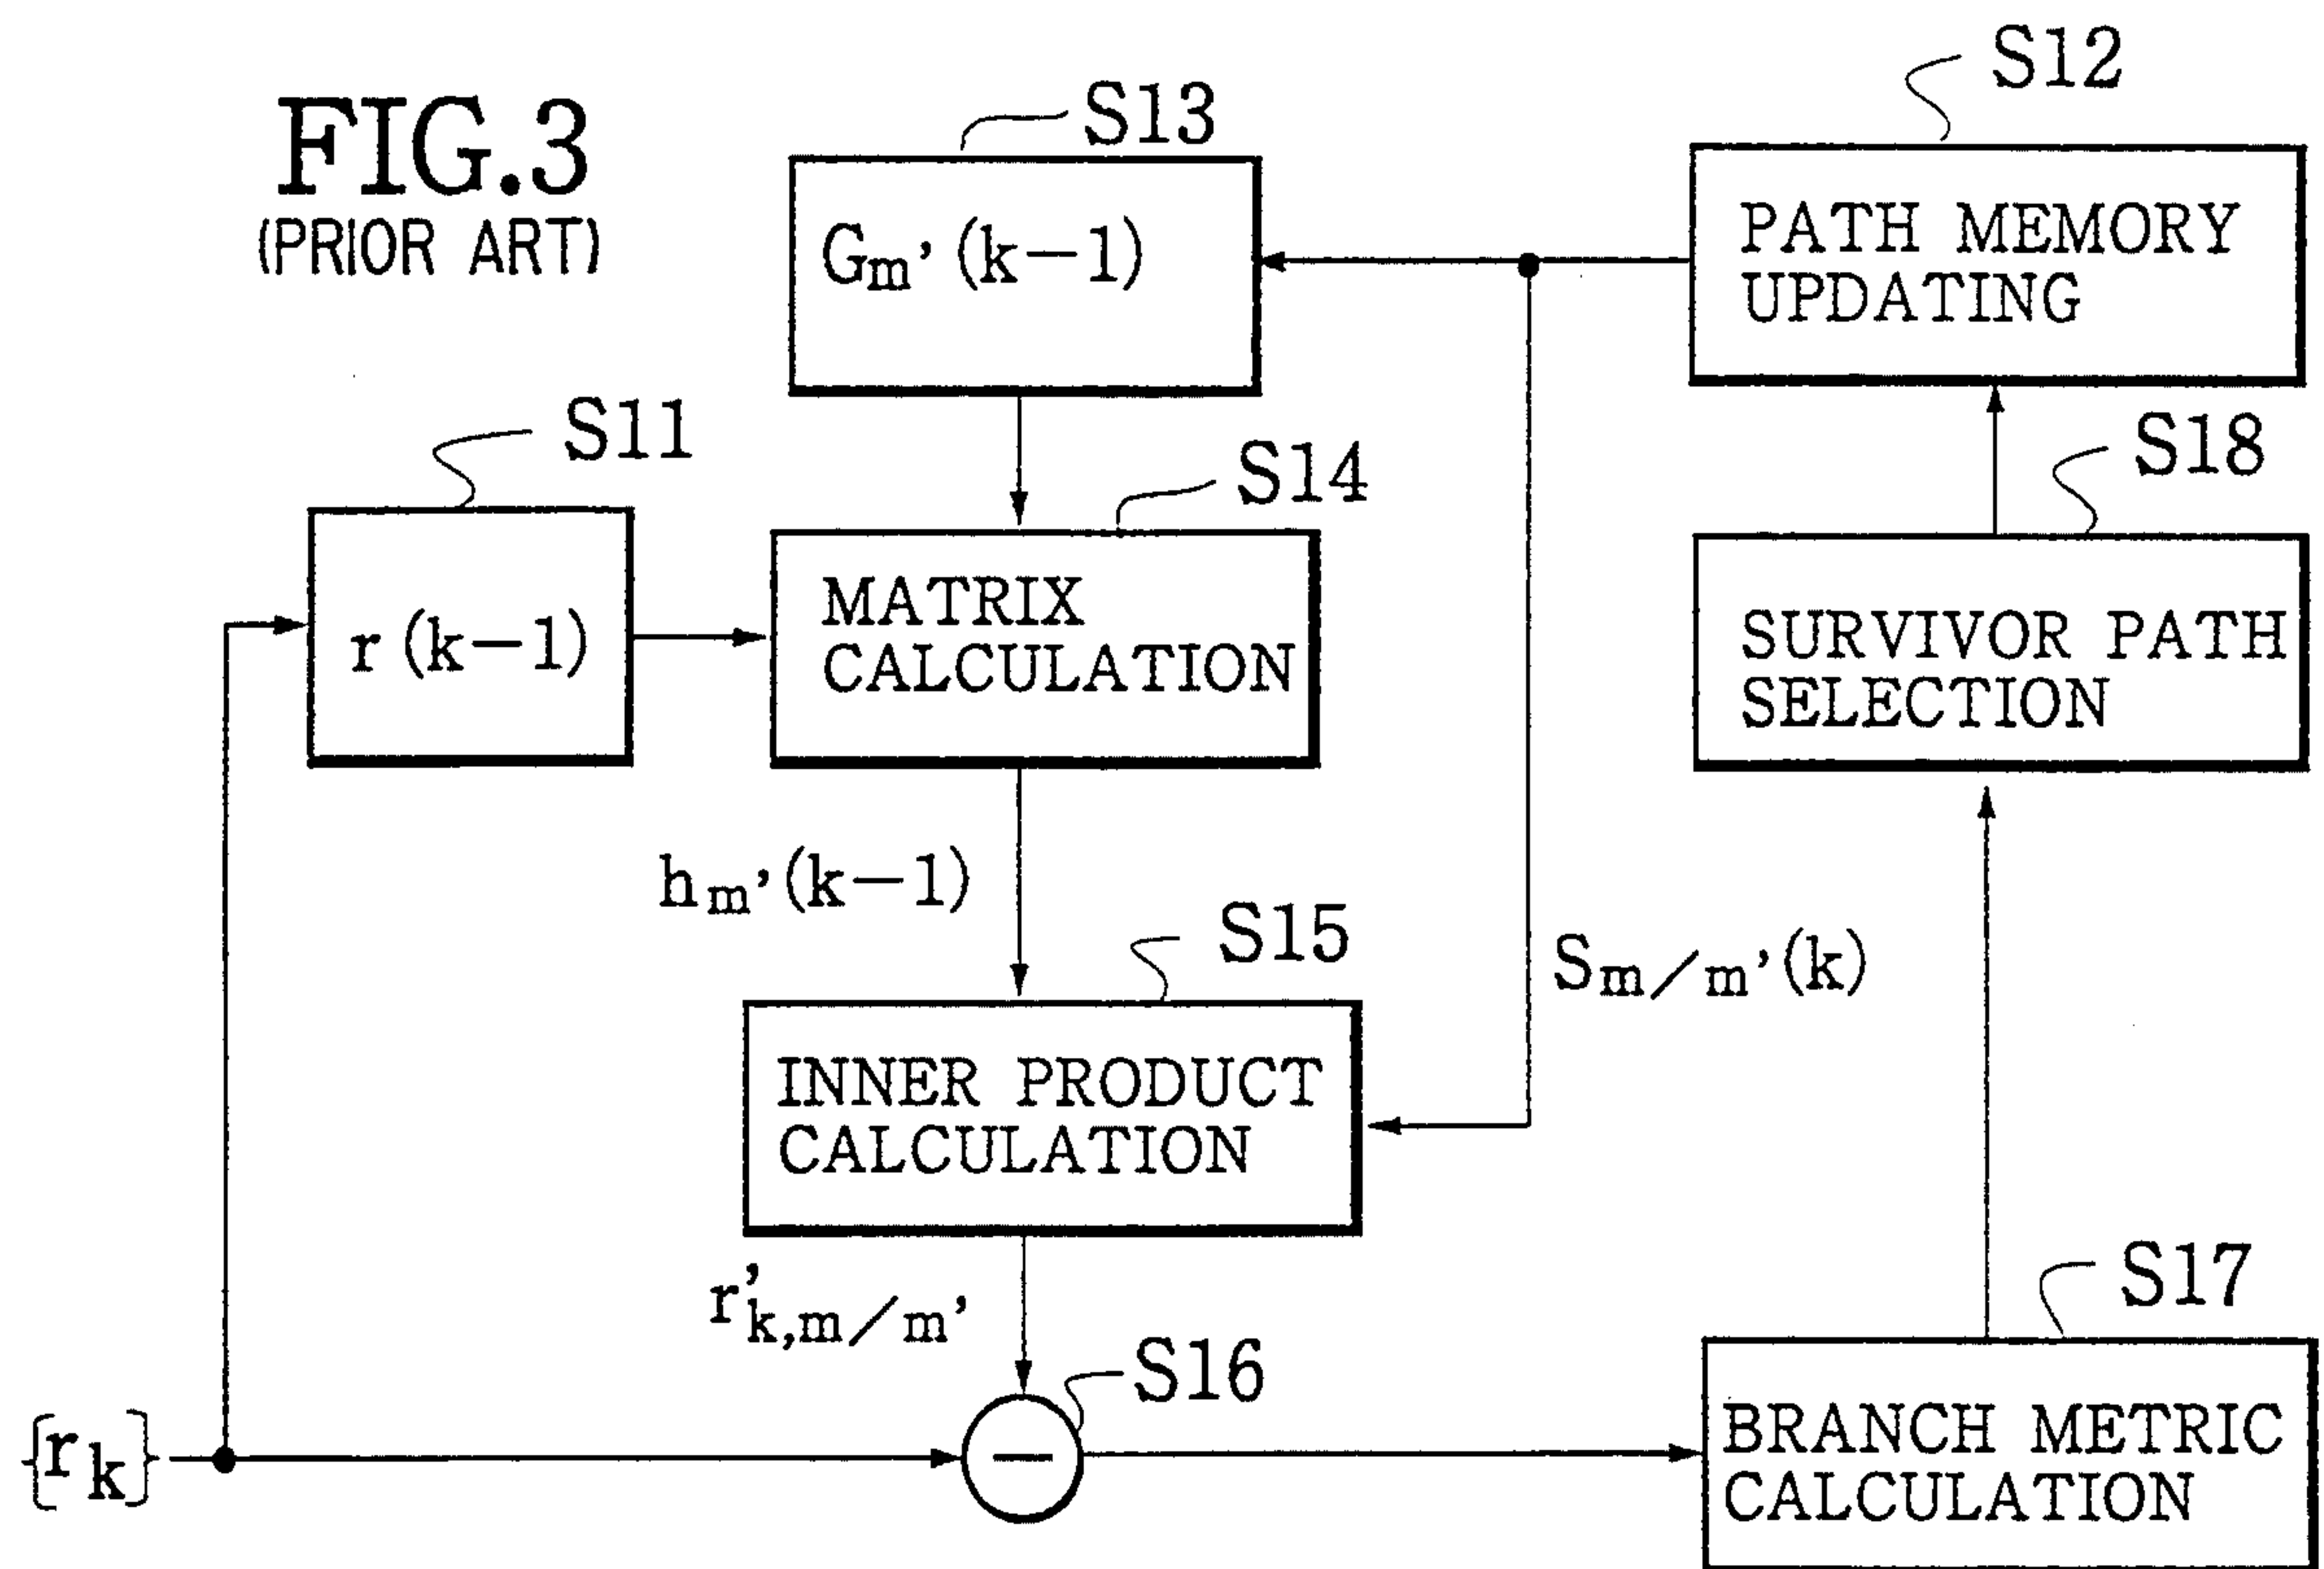 FIG.3
(PRIOR ART)
S13
S12
Gm'(k−1)
PATH MEMORY
UPDATING
S11
S14
S18
r(k−1)
MATRIX
CALCULATION
SURVIVOR PATH
SELECTION
hm'(k−1)
S15
Sm/m'(k)
INNER PRODUCT
CALCULATION
r'k,m/m'
S16
S17
{rk}
−
BRANCH METRIC
CALCULATION